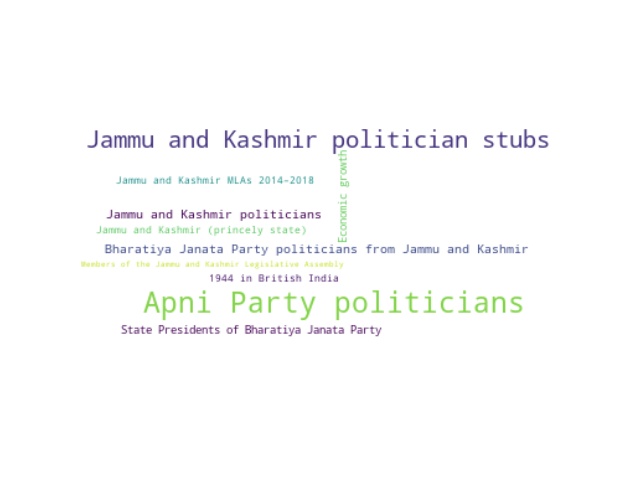 Jammu and Kashmir politician stubs
Economic growth
Jammu and Kashmir MLAs 2014–2018
Jammu and Kashmir politicians
Jammu and Kashmir (princely state)
Bharatiya Janata Party politicians from Jammu and Kashmir
Members of the Jammu and Kashmir Legislative Assembly
1944 in British India
Apni Party politicians
State Presidents of Bharatiya Janata Party